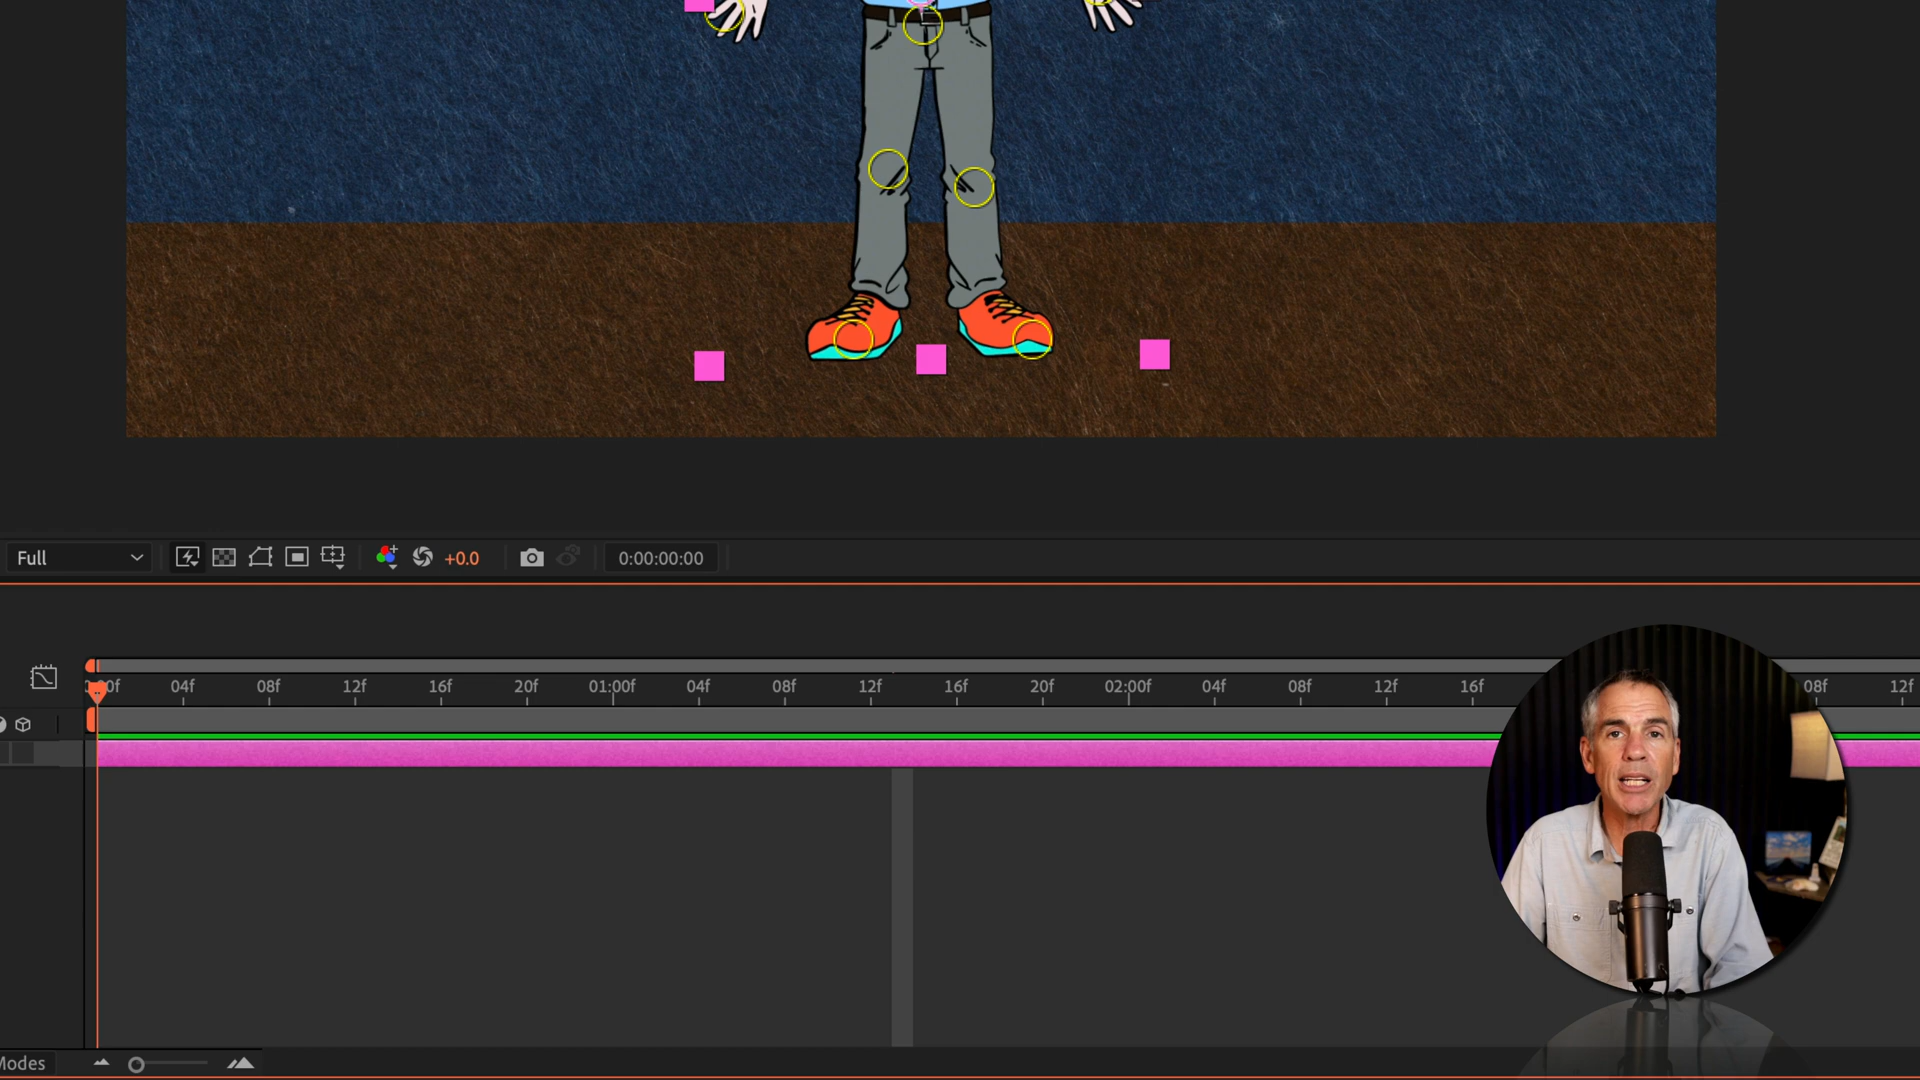 Full
+0.0
0:00:00:00
04f 08f 12f 16f 20f 01:00f 04f 08f 12f 16f 20f 02:00f 04f 08f 12f 16f 08f 12f
Modes